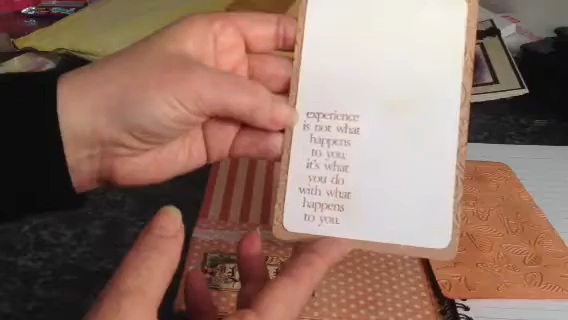 experience
is not what
happens
to you.
it's what
you do
with what
happens
to you.